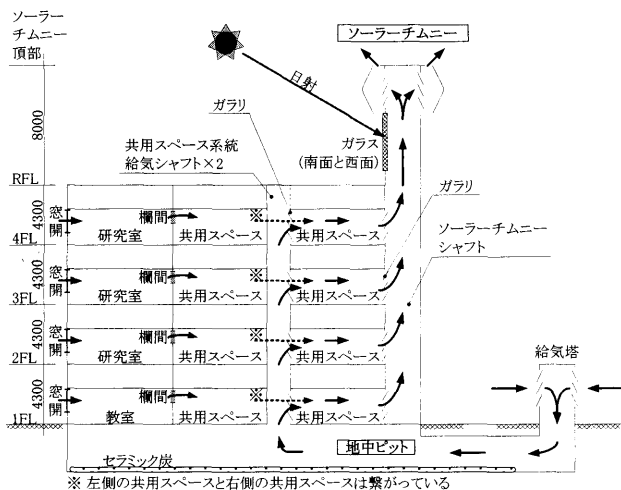 ソーラー
チムニー
頂部
ソーラーチムニー
日射
ガラリ
ガラス
(南面と西面)
共用スペース系統
給気シャフト×2
ガラリ
ソーラーチムニー
シャフト
8000
RFL
4300
窓開
欄間
※
研究室
共用スペース
共用スペース
4FL
4300
窓開
欄間
※
研究室
共用スペース
共用スペース
3FL
4300
窓開
欄間
※
研究室
共用スペース
共用スペース
2FL
給気塔
4300
窓開
欄間
※
教室
共用スペース
共用スペース
1FL
地中ピット
セラミック炭
※ 左側の共用スペースと右側の共用スペースは繋がっている